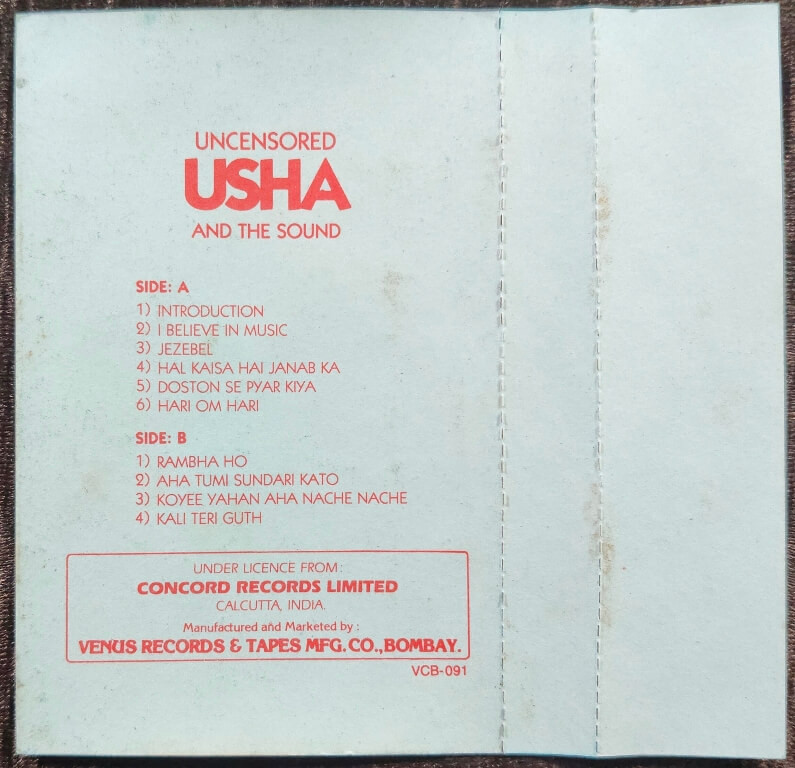 UNCENSORED
USHA
AND THE SOUND
SIDE: A
1) INTRODUCTION
2) I BELIEVE IN MUSIC
3) JEZEBEL
4) HAL KAISA HAI JANAB KA
5) DOSTON SE PYAR KIYA
6) HARI OM HARI
SIDE: B
1) RAMBHA HO
2) AHA TUMI SUNDARI KATO
3) KOYEE YAHAN AHA NACHE NACHE
4) KALI TERI GUTH
UNDER LICENCE FROM:
CONCORD RECORDS LIMITED
CALCUTTA, INDIA.
Manufactured and Marketed by :
VENUS RECORDS & TAPES MFG. CO., BOMBAY.
VCB-091